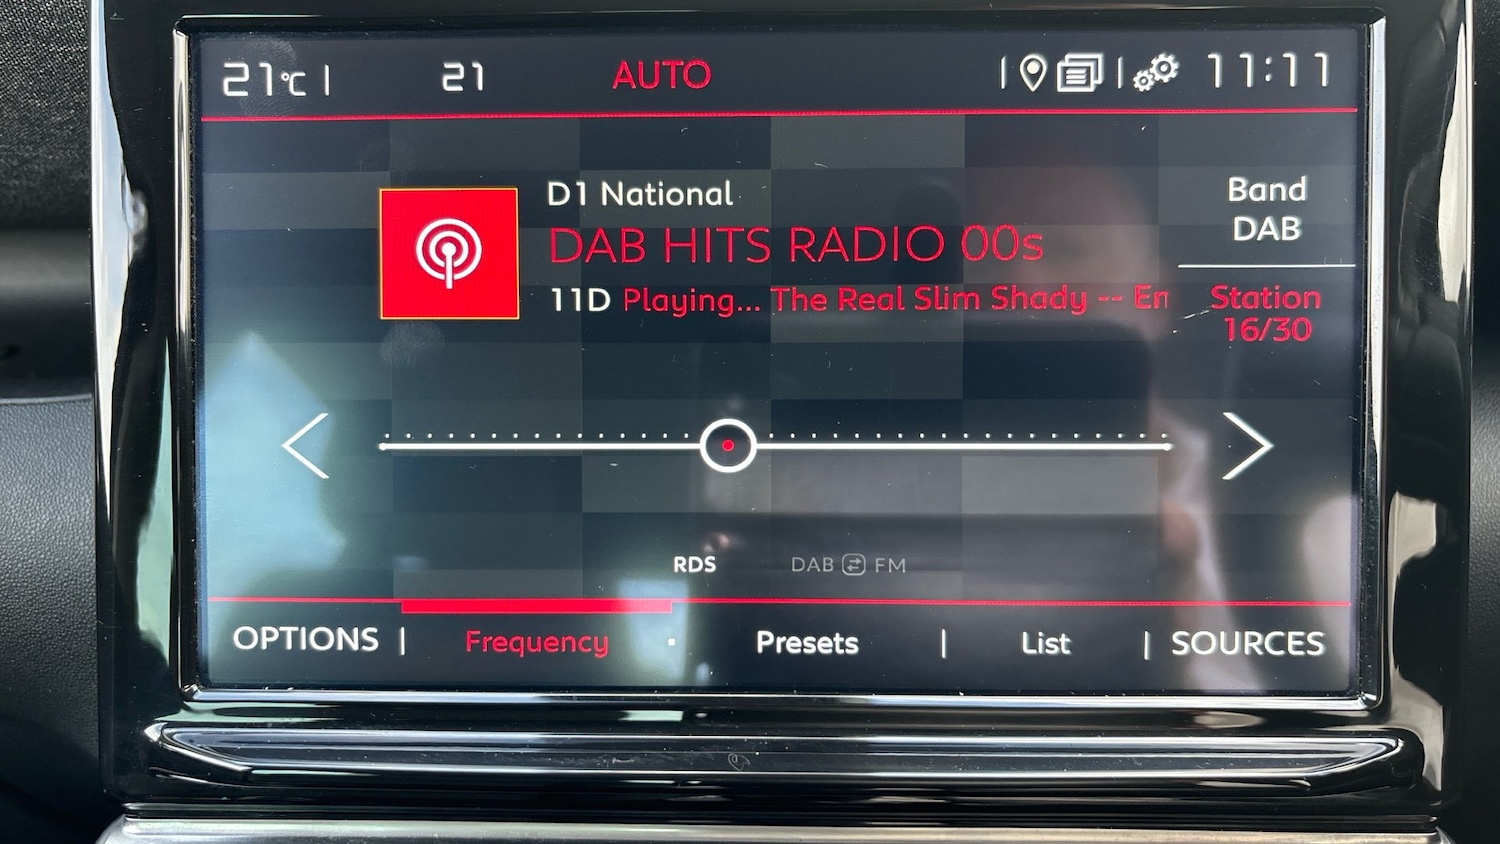 21°C | 21 AUTO | | 11:11
D1 National
DAB HITS RADIO 00s
11D Playing... The Real Slim Shady -- Em
Band
DAB
Station
16/30
RDS DAB FM
OPTIONS | Frequency · Presets | List | SOURCES